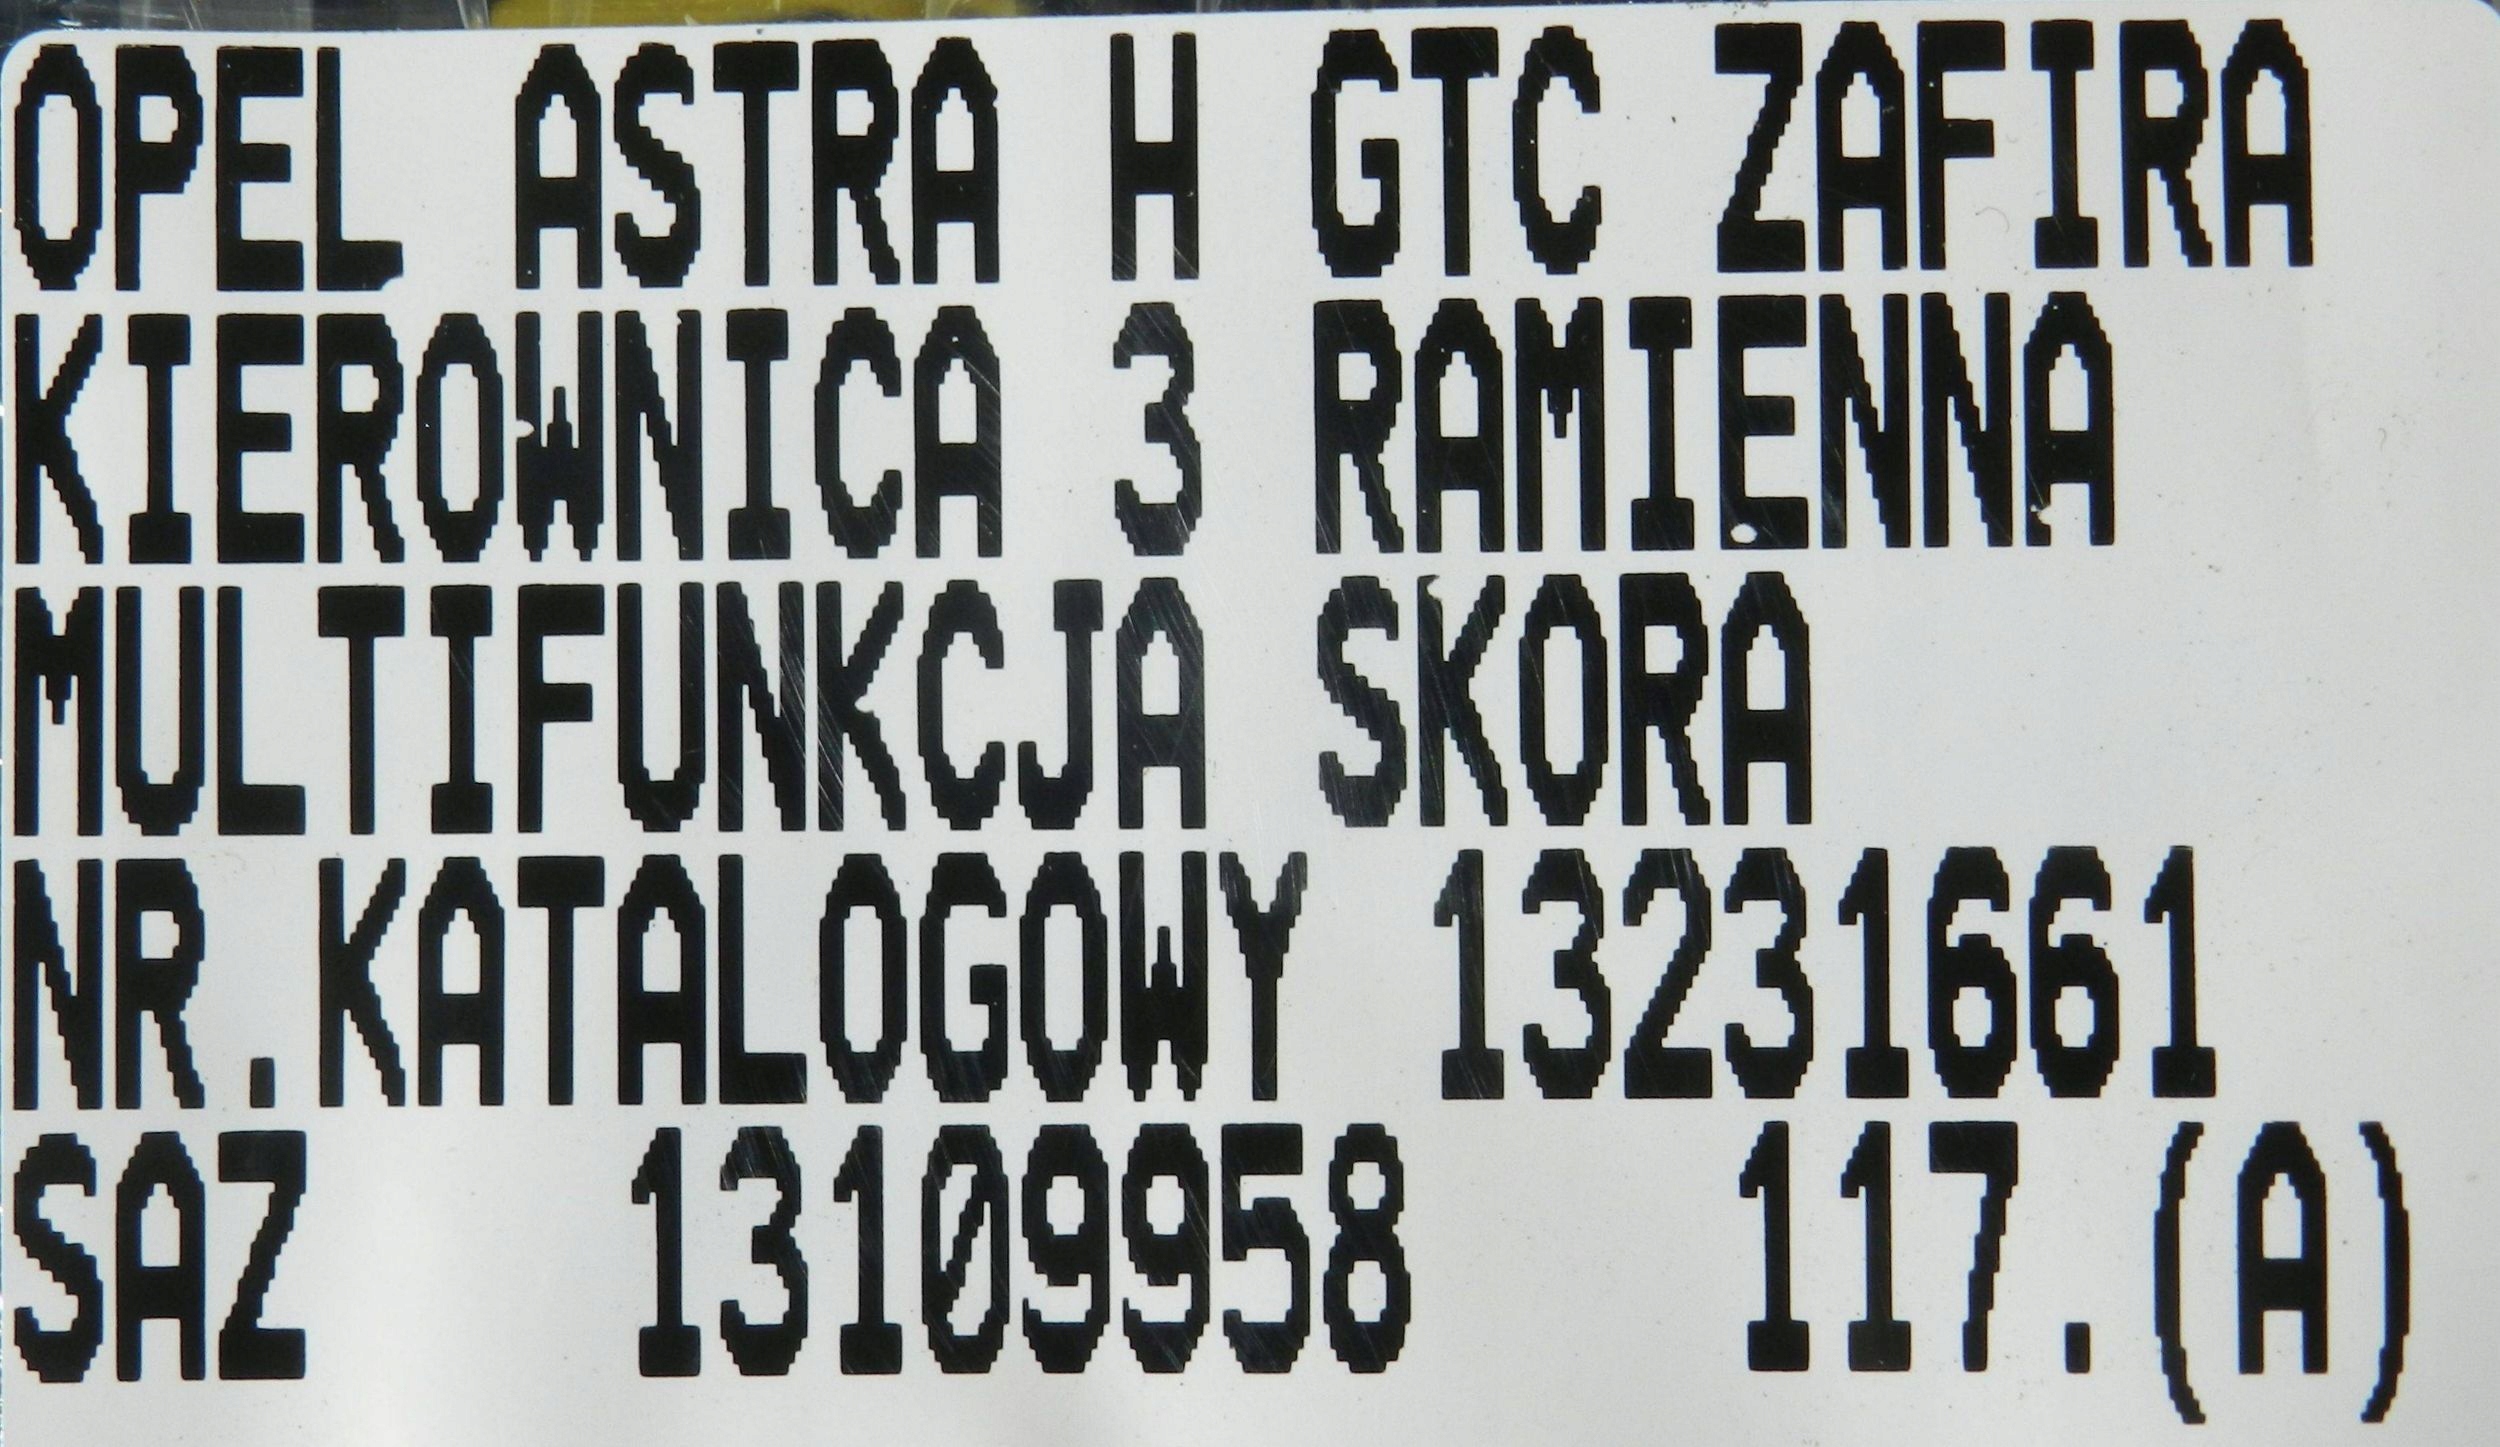 OPEL ASTRA H GTC ZAFIRA
KIEROWNICA 3 RAMIENNA
MULTIFUNKCJA SKORA
NR.KATALOGOWY 13231661
SAZ 13109958 117.(A)